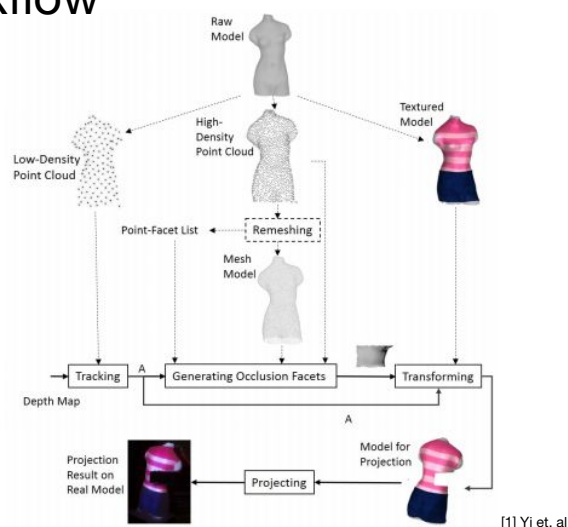 Raw
Model
High-
Density
Point Cloud
Textured
Model
Low-Density
Point Cloud
Point-Facet List
Remeshing
Mesh
Model
A
Tracking
Generating Occlusion Facets
Transforming
Depth Map
A
Model for
Projection
Projection
Result on
Real Model
Projecting
[1] Yi et. al